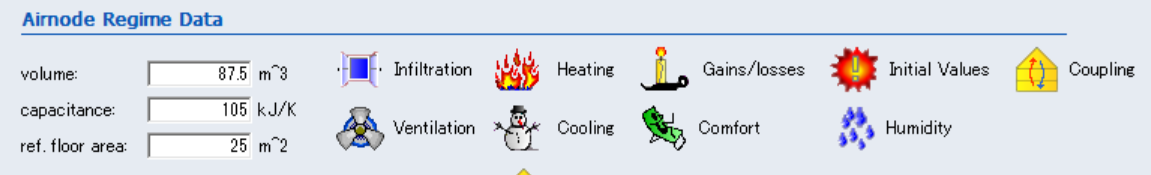 Airnode Regime Data
volume: 87.5 m^3 Infiltration Heating Gains/losses Initial Values Coupling
capacitance: 105 kJ/K
Ventilation Cooling Comfort Humidity
ref. floor area: 25 m^2